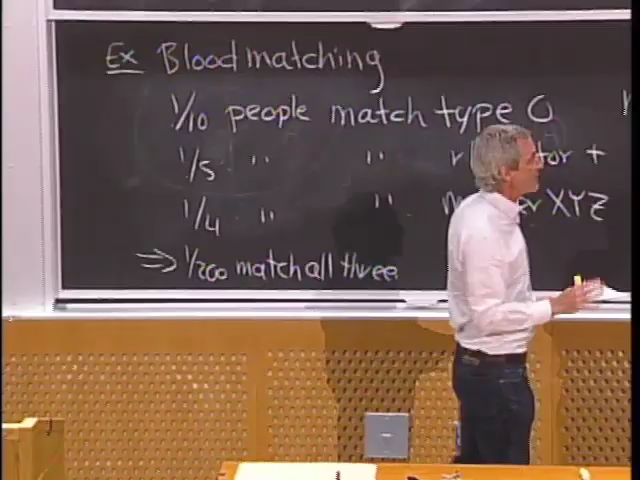 Ex Blood matching
1/10 people match type O
1/5 " " r tor +
1/4 " " XYZ
⇒ 1/200 match all three